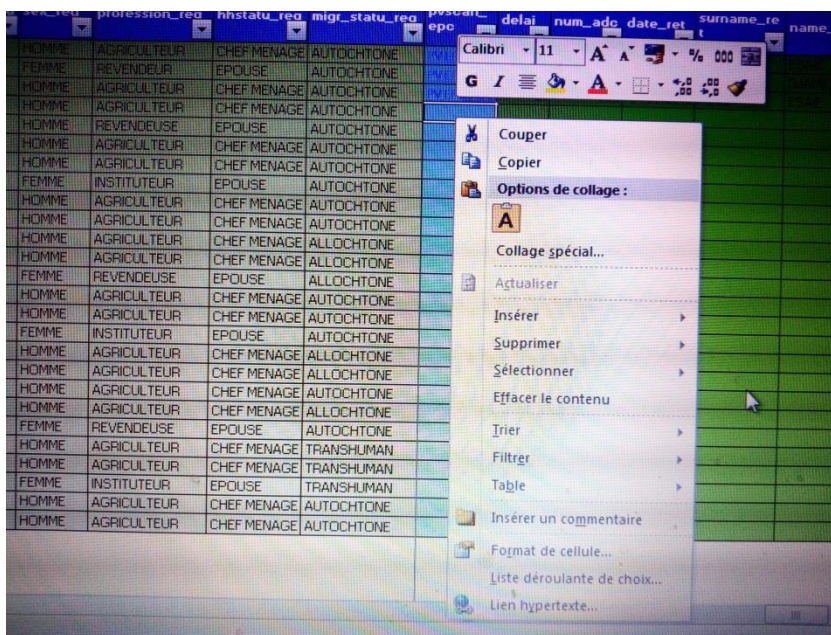 sex_req profession_req hhstatu_req migr_statu_req pvscan_epc delai num_adc date_ret surname_ret name_
HOMME AGRICULTEUR CHEF MENAGE AUTOCHTONE
FEMME REVENDEUR EPOUSE AUTOCHTONE
HOMME AGRICULTEUR CHEF MENAGE AUTOCHTONE
HOMME AGRICULTEUR CHEF MENAGE AUTOCHTONE
HOMME REVENDEUSE EPOUSE AUTOCHTONE
HOMME AGRICULTEUR CHEF MENAGE AUTOCHTONE
HOMME AGRICULTEUR CHEF MENAGE AUTOCHTONE
FEMME INSTITUTEUR EPOUSE AUTOCHTONE
HOMME AGRICULTEUR CHEF MENAGE AUTOCHTONE
HOMME AGRICULTEUR CHEF MENAGE AUTOCHTONE
HOMME AGRICULTEUR CHEF MENAGE ALLOCHTONE
HOMME AGRICULTEUR CHEF MENAGE ALLOCHTONE
FEMME REVENDEUSE EPOUSE ALLOCHTONE
HOMME AGRICULTEUR CHEF MENAGE AUTOCHTONE
HOMME AGRICULTEUR CHEF MENAGE AUTOCHTONE
FEMME INSTITUTEUR EPOUSE AUTOCHTONE
HOMME AGRICULTEUR CHEF MENAGE ALLOCHTONE
HOMME AGRICULTEUR CHEF MENAGE AUTOCHTONE
HOMME AGRICULTEUR CHEF MENAGE ALLOCHTONE
FEMME REVENDEUSE EPOUSE AUTOCHTONE
HOMME AGRICULTEUR CHEF MENAGE TRANSHUMAN
HOMME AGRICULTEUR CHEF MENAGE TRANSHUMAN
FEMME INSTITUTEUR EPOUSE TRANSHUMAN
HOMME AGRICULTEUR CHEF MENAGE AUTOCHTONE
HOMME AGRICULTEUR CHEF MENAGE AUTOCHTONE
Calibri 11 A A % 000
G I A
Couper
Copier
Options de collage :
A
Collage spécial...
Actualiser
Insérer
Supprimer
Sélectionner
Effacer le contenu
Trier
Filtrer
Table
Insérer un commentaire
Format de cellule...
Liste déroulante de choix...
Lien hypertexte...